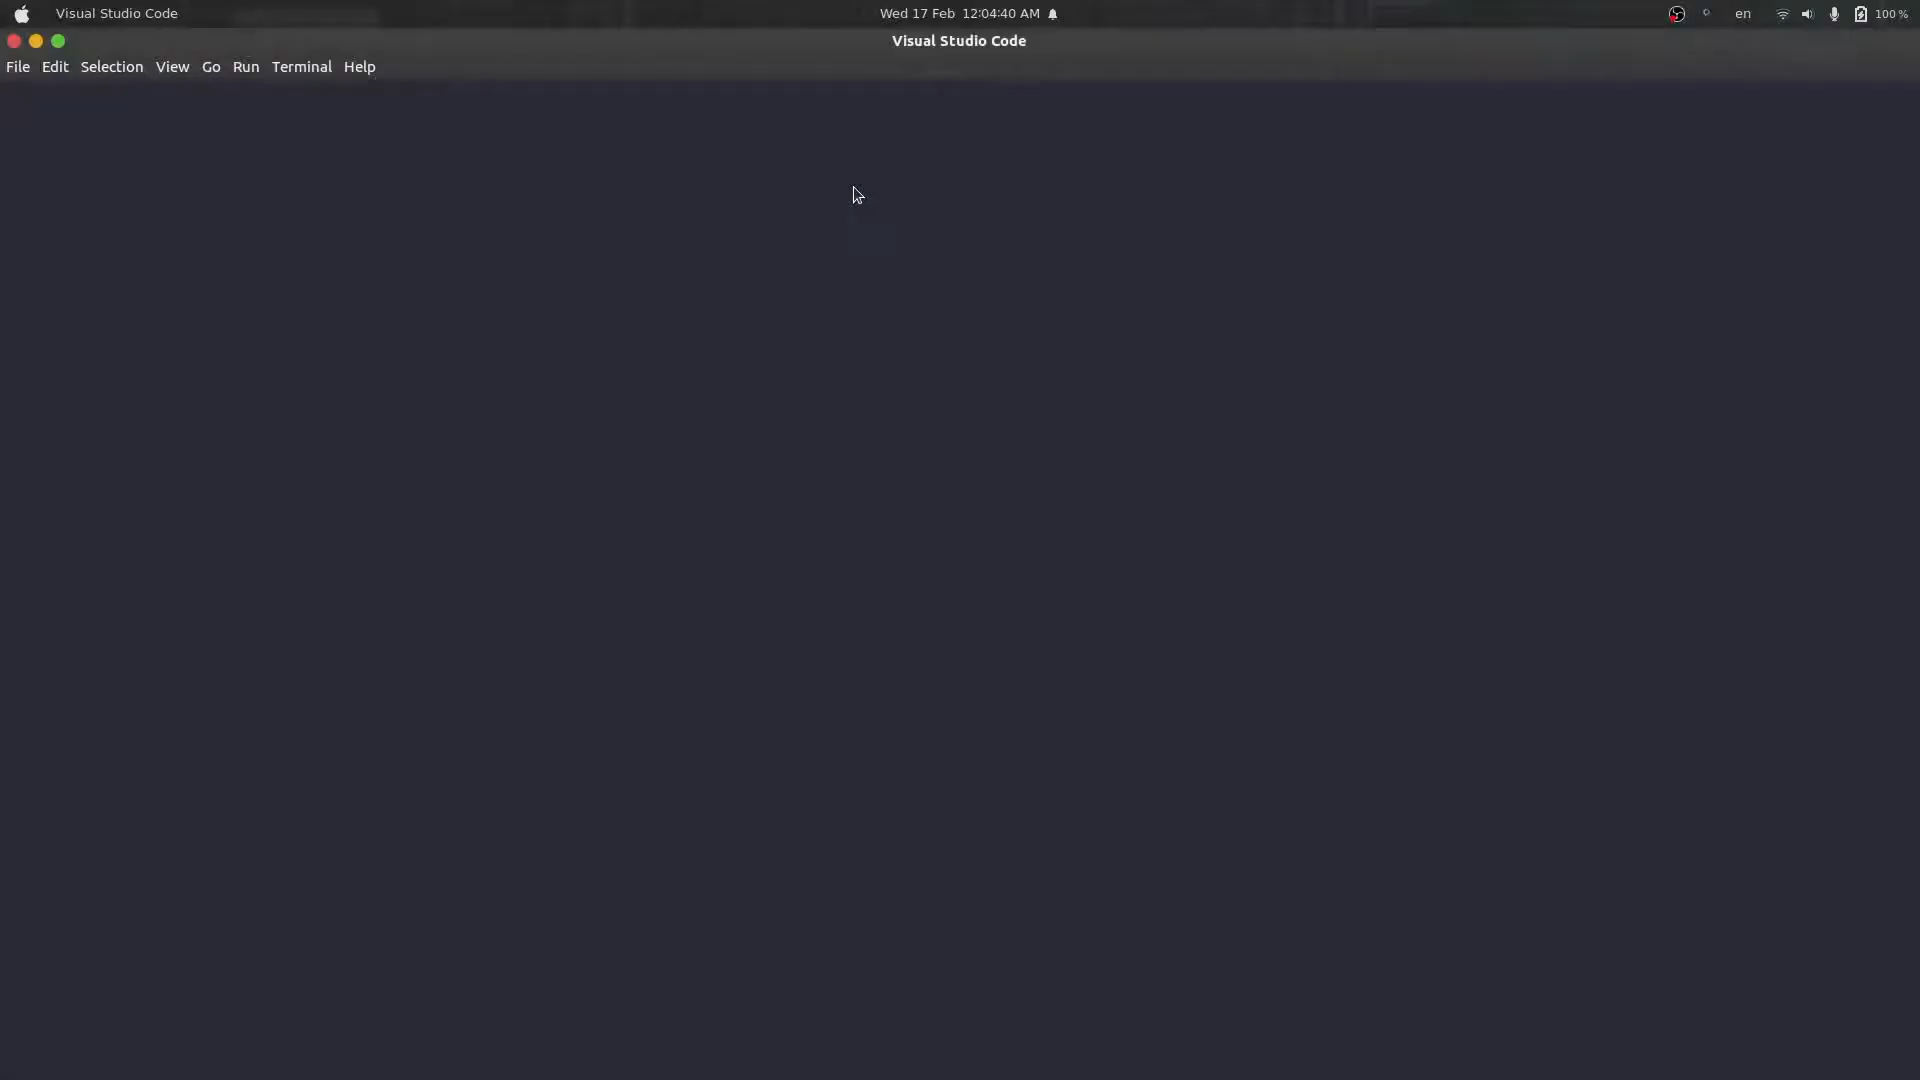 Visual Studio Code Wed 17 Feb 12:04:40 AM en 100 %
Visual Studio Code
File Edit Selection View Go Run Terminal Help